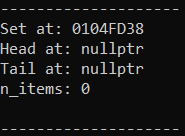 --------------------
Set at: 0104FD38
Head at: nullptr
Tail at: nullptr
n_items: 0
--------------------